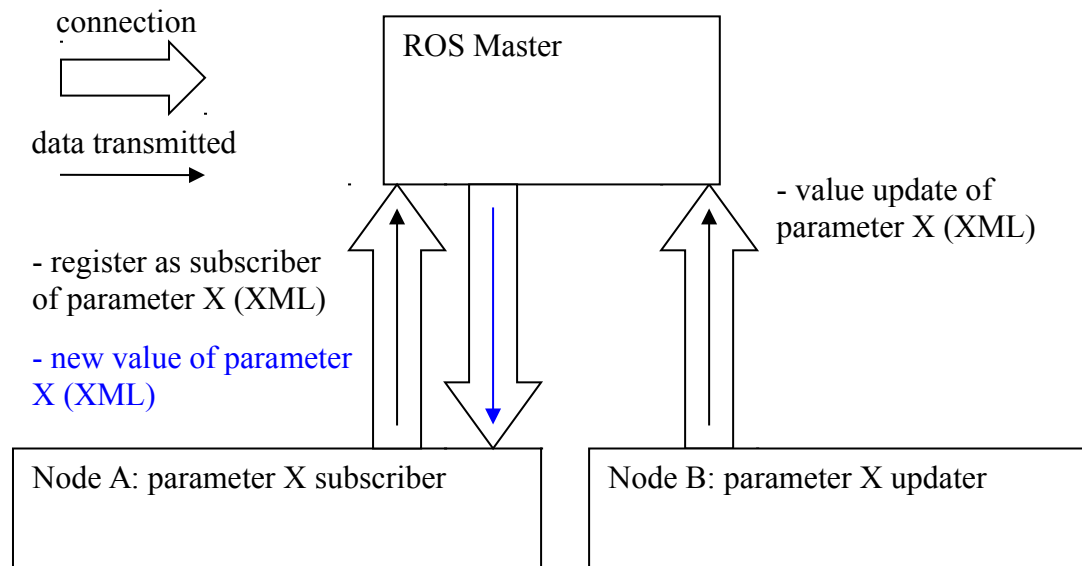 connection
data transmitted
ROS Master
- value update of
parameter X (XML)
- register as subscriber
of parameter X (XML)
- new value of parameter
X (XML)
Node A: parameter X subscriber
Node B: parameter X updater